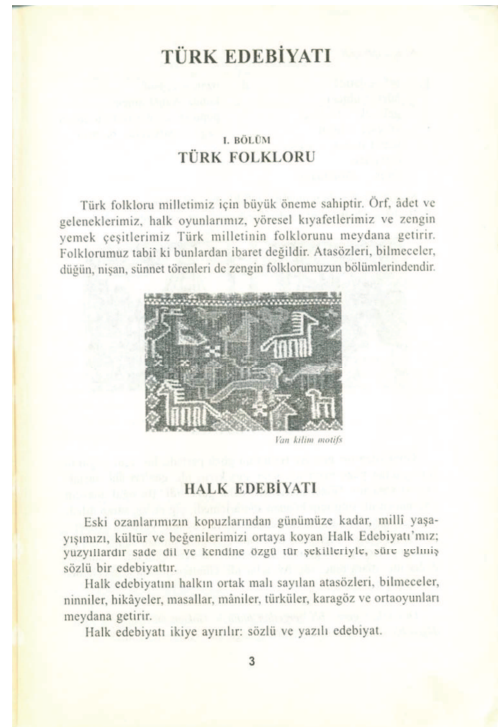 TÜRK EDEBİYATI
I. BÖLÜM
TÜRK FOLKLORU
Türk folkloru milletimiz için büyük öneme sahiptir. Örf, âdet ve
geleneklerimiz, halk oyunlarımız, yöresel kıyafetlerimiz ve zengin
yemek çeşitlerimiz Türk milletinin folklorunu meydana getirir.
Folklorumuz tabiî ki bunlardan ibaret değildir. Atasözleri, bilmeceler,
düğün, nişan, sünnet törenleri de zengin folklorumuzun bölümlerindendir.
Van kilim motifs
HALK EDEBİYATI
Eski ozanlarımızın kopuzlarından günümüze kadar, millî yaşa-
yışımızı, kültür ve beğenilerimizi ortaya koyan Halk Edebiyatı'mız;
yüzyıllardır sade dil ve kendine özgü tür şekilleriyle, süre gelmiş
sözlü bir edebiyattır.
Halk edebiyatını halkın ortak malı sayılan atasözleri, bilmeceler,
ninniler, hikâyeler, masallar, mâniler, türküler, karagöz ve ortaoyunları
meydana getirir.
Halk edebiyatı ikiye ayırılır: sözlü ve yazılı edebiyat.
3